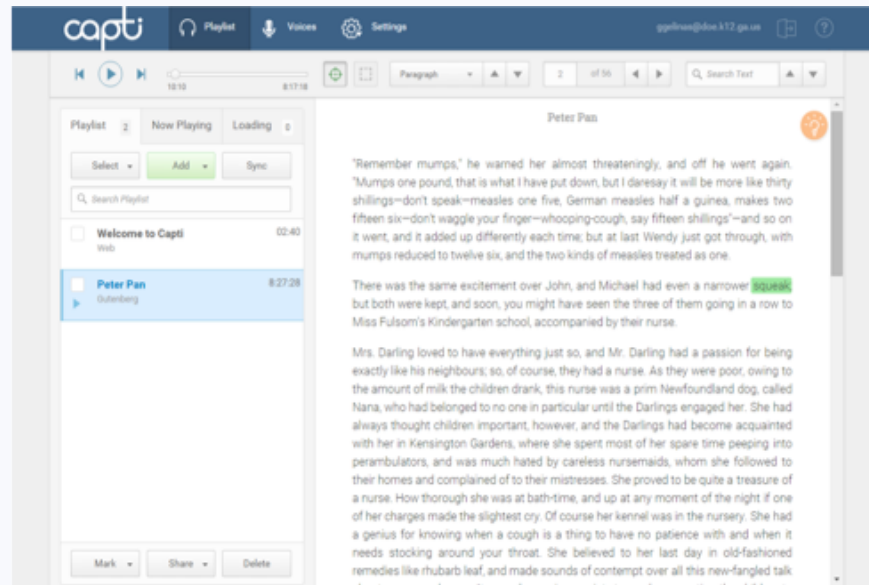 capti Playlist Voices Settings ggelinas@doe.k12.ga.us ?
10:10 8:17:18 Paragraph 2 of 56 Search Text
Playlist 2 Now Playing Loading 0
Select Add Sync
Search Playlist
Welcome to Capti 02:40
Web
Peter Pan 8:27:28
Gutenberg
Mark Share Delete
Peter Pan
"Remember mumps," he warned her almost threateningly, and off he went again.
"Mumps one pound, that is what I have put down, but I daresay it will be more like thirty
shillings—don't speak—measles one five, German measles half a guinea, makes two
fifteen six—don't waggle your finger—whooping-cough, say fifteen shillings"—and so on
it went, and it added up differently each time; but at last Wendy just got through, with
mumps reduced to twelve six, and the two kinds of measles treated as one.
There was the same excitement over John, and Michael had even a narrower squeak;
but both were kept, and soon, you might have seen the three of them going in a row to
Miss Fulsom's Kindergarten school, accompanied by their nurse.
Mrs. Darling loved to have everything just so, and Mr. Darling had a passion for being
exactly like his neighbours; so, of course, they had a nurse. As they were poor, owing to
the amount of milk the children drank, this nurse was a prim Newfoundland dog, called
Nana, who had belonged to no one in particular until the Darlings engaged her. She had
always thought children important, however, and the Darlings had become acquainted
with her in Kensington Gardens, where she spent most of her spare time peeping into
perambulators, and was much hated by careless nursemaids, whom she followed to
their homes and complained of to their mistresses. She proved to be quite a treasure of
a nurse. How thorough she was at bath-time, and up at any moment of the night if one
of her charges made the slightest cry. Of course her kennel was in the nursery. She had
a genius for knowing when a cough is a thing to have no patience with and when it
needs stocking around your throat. She believed to her last day in old-fashioned
remedies like rhubarb leaf, and made sounds of contempt over all this new-fangled talk